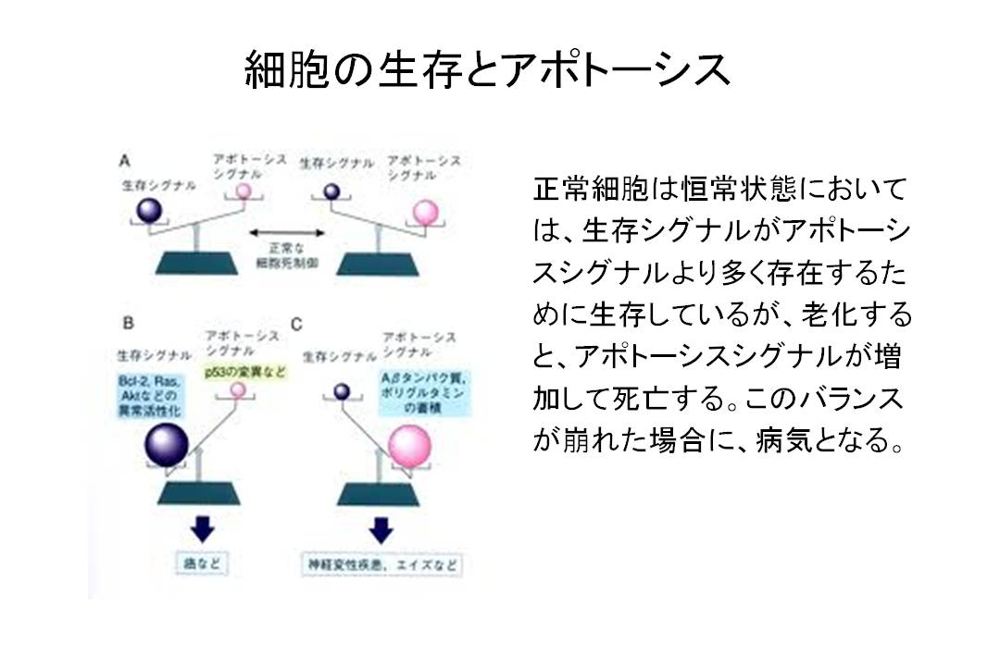 細胞の生存とアポトーシス
A
生存シグナル
アポトーシス
シグナル
生存シグナル
アポトーシス
シグナル
正常な
細胞死制御
B
生存シグナル
アポトーシス
シグナル
Bcl-2, Ras,
Aktなどの
異常活性化
p53の変異など
癌など
C
生存シグナル
アポトーシス
シグナル
Aβタンパク質,
ポリグルタミン
の蓄積
神経変性疾患，エイズなど
正常細胞は恒常状態において
は、生存シグナルがアポトーシ
スシグナルより多く存在するた
めに生存しているが、老化する
と、アポトーシスシグナルが増
加して死亡する。このバランス
が崩れた場合に、病気となる。